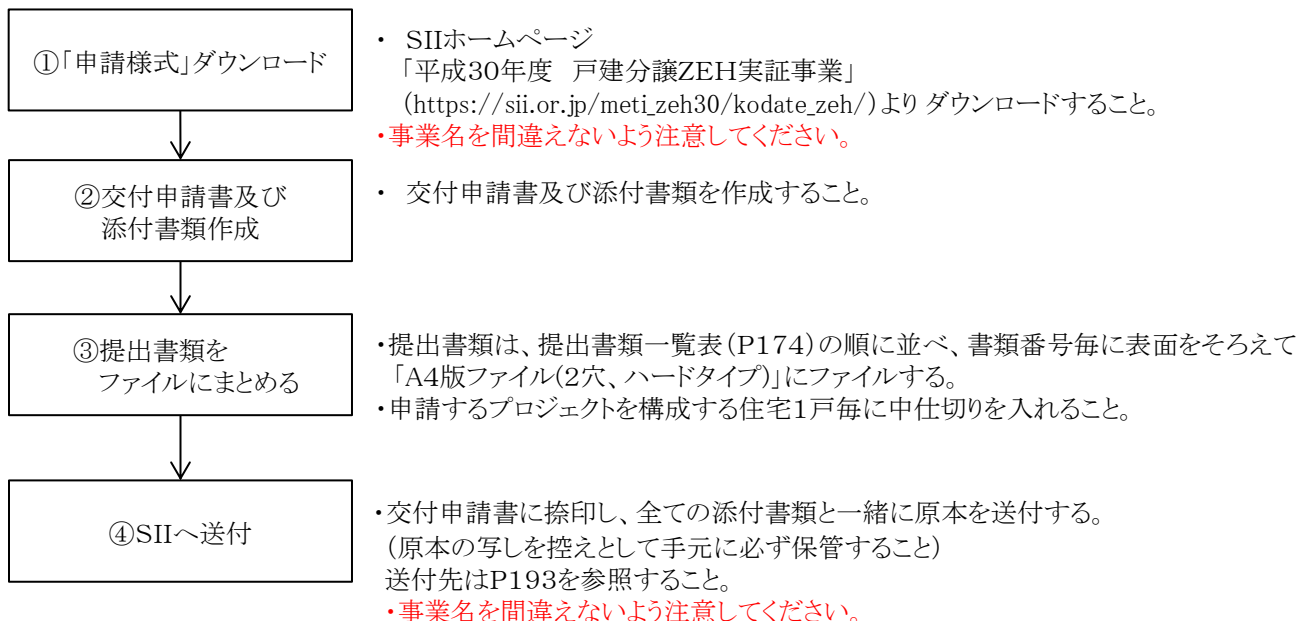 ①「申請様式」ダウンロード
・ SIIホームページ
「平成30年度 戸建分譲ZEH実証事業」
(https://sii.or.jp/meti_zeh30/kodate_zeh/)より ダウンロードすること。
・事業名を間違えないよう注意してください。
②交付申請書及び
添付書類作成
・ 交付申請書及び添付書類を作成すること。
③提出書類を
ファイルにまとめる
・提出書類は、提出書類一覧表(P174)の順に並べ、書類番号毎に表面をそろえて
「A4版ファイル(2穴、ハードタイプ)」にファイルする。
・申請するプロジェクトを構成する住宅1戸毎に中仕切りを入れること。
④SIIへ送付
・交付申請書に捺印し、全ての添付書類と一緒に原本を送付する。
(原本の写しを控えとして手元に必ず保管すること)
送付先はP193を参照すること。
・事業名を間違えないよう注意してください。